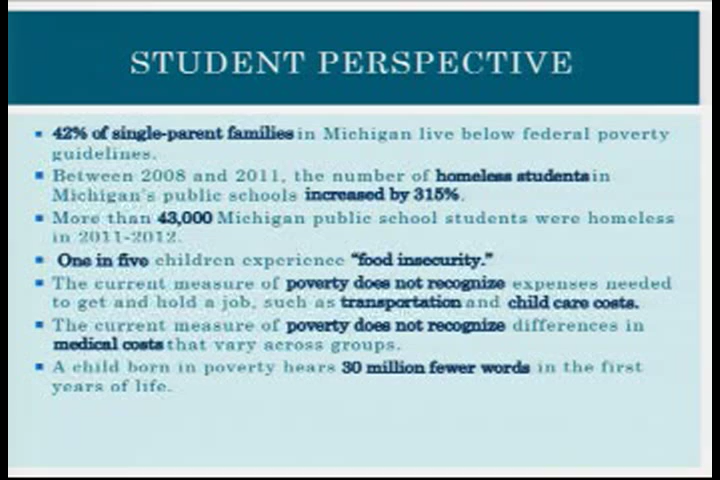 STUDENT PERSPECTIVE
42% of single-parent families in Michigan live below federal poverty
guidelines.
Between 2008 and 2011, the number of homeless students in
Michigan's public schools increased by 315%.
More than 43,000 Michigan public school students were homeless
in 2011-2012.
One in five children experience "food insecurity."
The current measure of poverty does not recognize expenses needed
to get and hold a job, such as transportation and child care costs.
The current measure of poverty does not recognize differences in
medical costs that vary across groups.
A child born in poverty hears 30 million fewer words in the first
years of life.